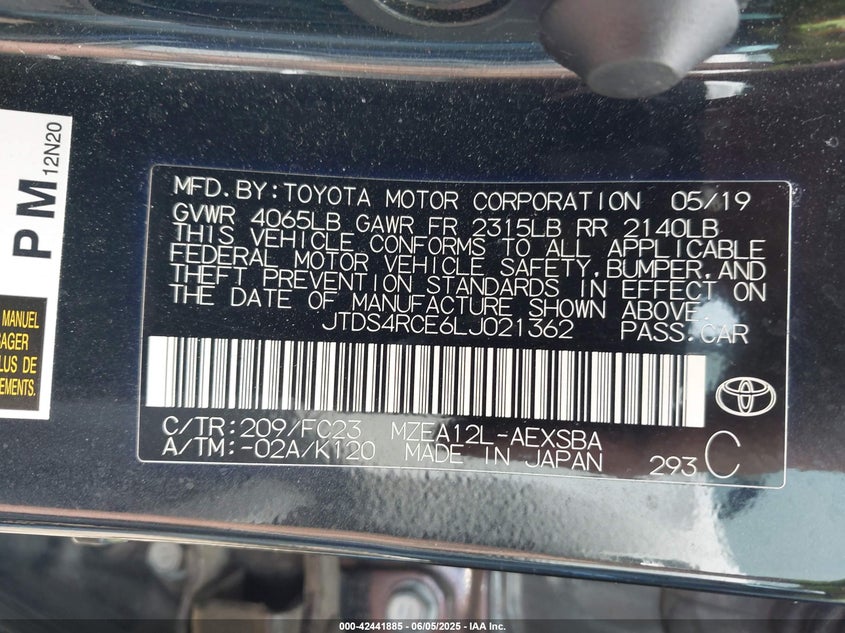 PM 12N20
MANUEL
AGER
LUS DE
EMENTS.
MFD.BY:TOYOTA MOTOR CORPORATION 05/19
GVWR 4065LB GAWR FR 2315LB RR 2140LB
THIS VEHICLE CONFORMS TO ALL APPLICABLE
FEDERAL MOTOR VEHICLE SAFETY,BUMPER,AND
THEFT PREVENTION STANDARDS IN EFFECT ON
THE DATE OF MANUFACTURE SHOWN ABOVE.
JTDS4RCE6LJ021362 PASS.CAR
C/TR:209/FC23 MZEA12L-AEXSBA
A/TM:-02A/K120 MADE IN JAPAN 293 C
000-42441885 - 06/05/2025 - IAA Inc.